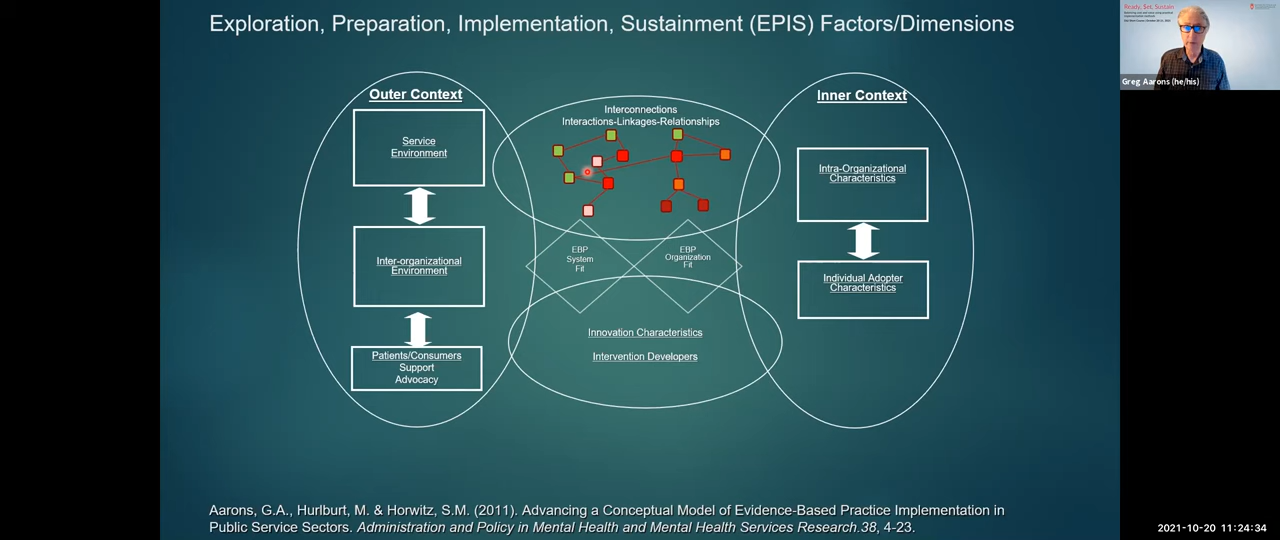 Exploration, Preparation, Implementation, Sustainment (EPIS) Factors/Dimensions
Outer Context
Service
Environment
Inter-organizational
Environment
Patients/Consumers
Support
Advocacy
Interconnections
Interactions-Linkages-Relationships
EBP
System
Fit
EBP
Organization
Fit
Innovation Characteristics
Intervention Developers
Inner Context
Intra-Organizational
Characteristics
Individual Adopter
Characteristics
Aarons, G.A., Hurlburt, M. & Horwitz, S.M. (2011). Advancing a Conceptual Model of Evidence-Based Practice Implementation in
Public Service Sectors. Administration and Policy in Mental Health and Mental Health Services Research.38, 4-23.
Ready, Set, Sustain
Greg Aarons (he/his)
2021-10-20 11:24:34